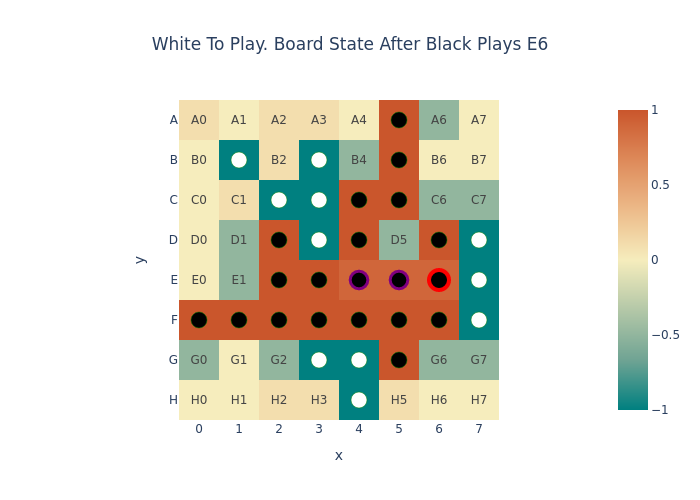 White To Play. Board State After Black Plays E6
A A0 A1 A2 A3 A4 A6 A7
B B0 B2 B4 B6 B7
C C0 C1 C6 C7
D D0 D1 D5
E E0 E1
F
G G0 G1 G2 G6 G7
H H0 H1 H2 H3 H5 H6 H7
0 1 2 3 4 5 6 7
x
y
1
0.5
0
−0.5
−1